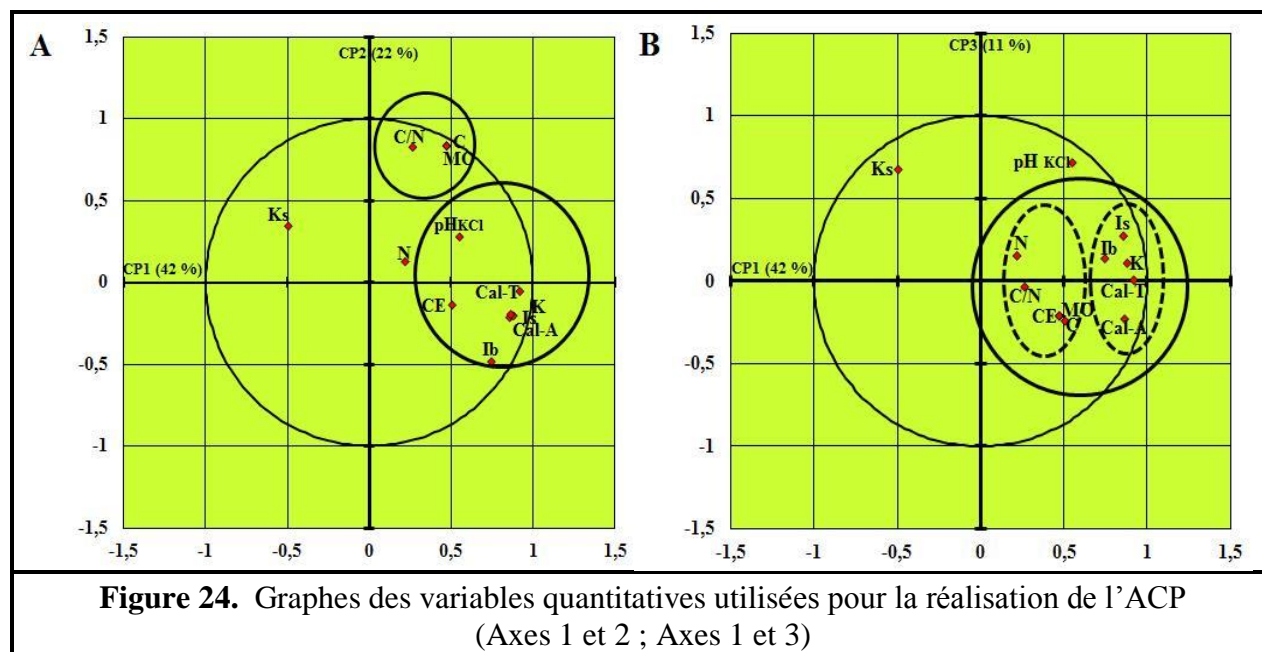 A
CP2 (22 %)
1,5
1
0,5
0
-0,5
-1
-1,5
C/N
C
MO
Ks
pHKCl
N
CP1 (42 %)
CE
Cal-T
K
Is
Cal-A
Ib
-1,5 -1 -0,5 0 0,5 1 1,5
B
CP3 (11 %)
1,5
1
0,5
0
-0,5
-1
-1,5
Ks
pH KCl
Is
N
Ib
K
CP1 (42 %)
C/N
Cal-T
CE
MO
C
Cal-A
-1,5 -1 -0,5 0 0,5 1 1,5
Figure 24. Graphes des variables quantitatives utilisées pour la réalisation de l’ACP
(Axes 1 et 2 ; Axes 1 et 3)